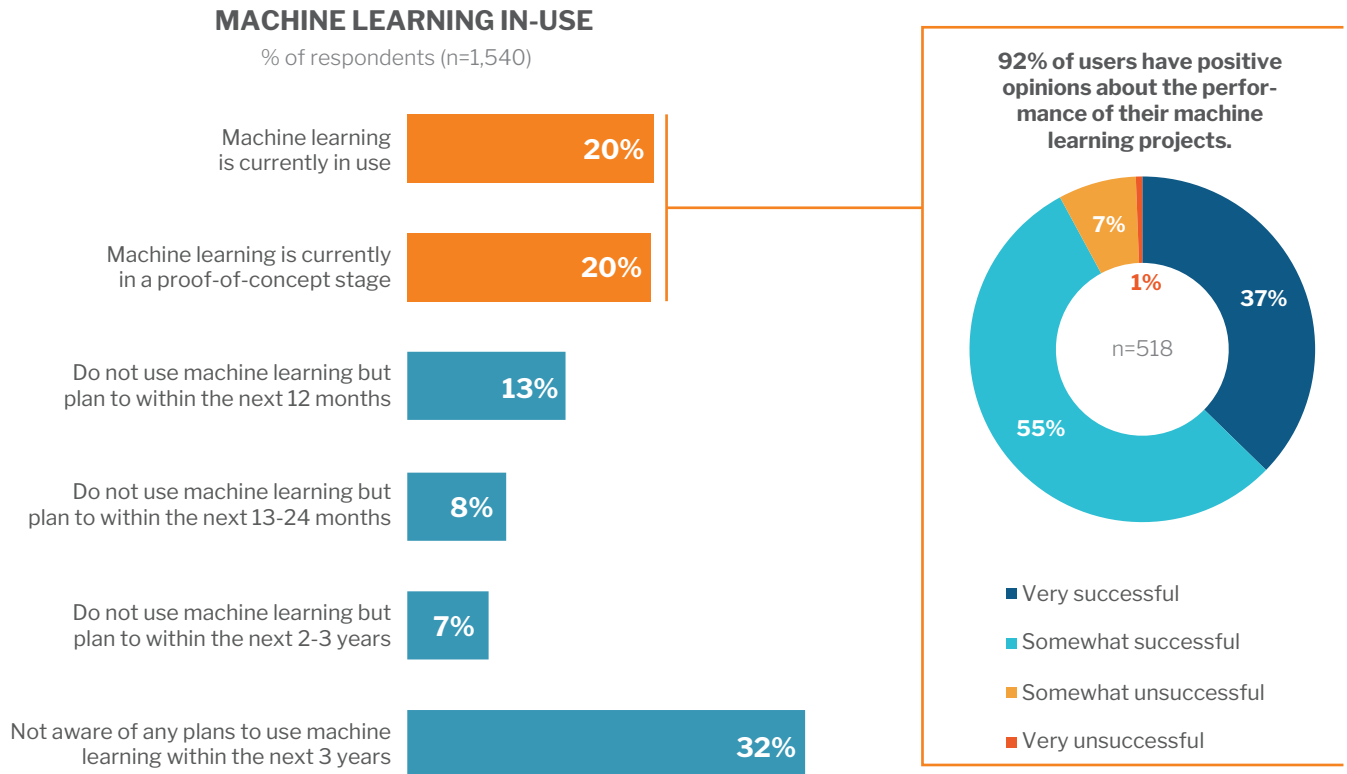 MACHINE LEARNING IN-USE
% of respondents (n=1,540)
Machine learning
is currently in use
20%
Machine learning is currently
in a proof-of-concept stage
20%
Do not use machine learning but
plan to within the next 12 months
13%
Do not use machine learning but
plan to within the next 13-24 months
8%
Do not use machine learning but
plan to within the next 2-3 years
7%
Not aware of any plans to use machine
learning within the next 3 years
32%
92% of users have positive
opinions about the perfor-
mance of their machine
learning projects.
7%
1%
37%
n=518
55%
Very successful
Somewhat successful
Somewhat unsuccessful
Very unsuccessful